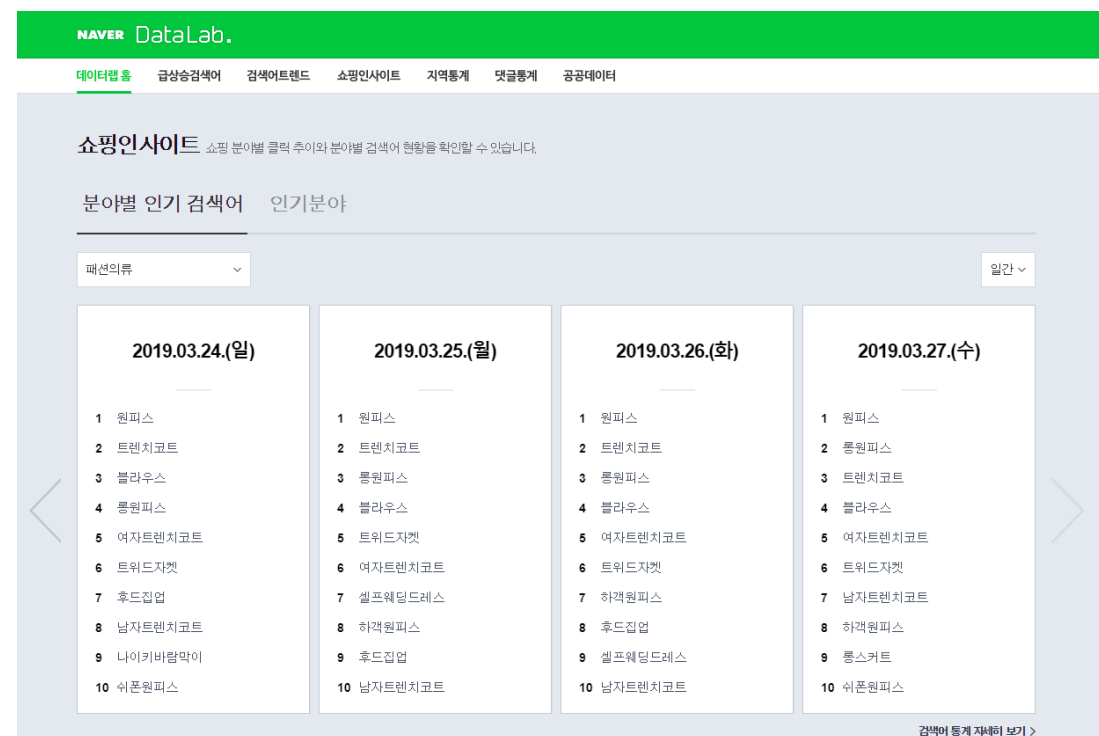 NAVER DataLab.
데이터랩 홈 급상승검색어 검색어트렌드 쇼핑인사이트 지역통계 댓글통계 공공데이터
쇼핑인사이트 쇼핑 분야별 클릭 추이와 분야별 검색어 현황을 확인할 수 있습니다.
분야별 인기 검색어 인기분야
패션의류 일간
2019.03.24.(일)
1 원피스
2 트렌치코트
3 블라우스
4 롱원피스
5 여자트렌치코트
6 트위드자켓
7 후드집업
8 남자트렌치코트
9 나이키바람막이
10 쉬폰원피스
2019.03.25.(월)
1 원피스
2 트렌치코트
3 롱원피스
4 블라우스
5 트위드자켓
6 여자트렌치코트
7 셀프웨딩드레스
8 하객원피스
9 후드집업
10 남자트렌치코트
2019.03.26.(화)
1 원피스
2 트렌치코트
3 롱원피스
4 블라우스
5 여자트렌치코트
6 트위드자켓
7 하객원피스
8 후드집업
9 셀프웨딩드레스
10 남자트렌치코트
2019.03.27.(수)
1 원피스
2 롱원피스
3 트렌치코트
4 블라우스
5 여자트렌치코트
6 트위드자켓
7 남자트렌치코트
8 하객원피스
9 롱스커트
10 쉬폰원피스
검색어 통계 자세히 보기 >